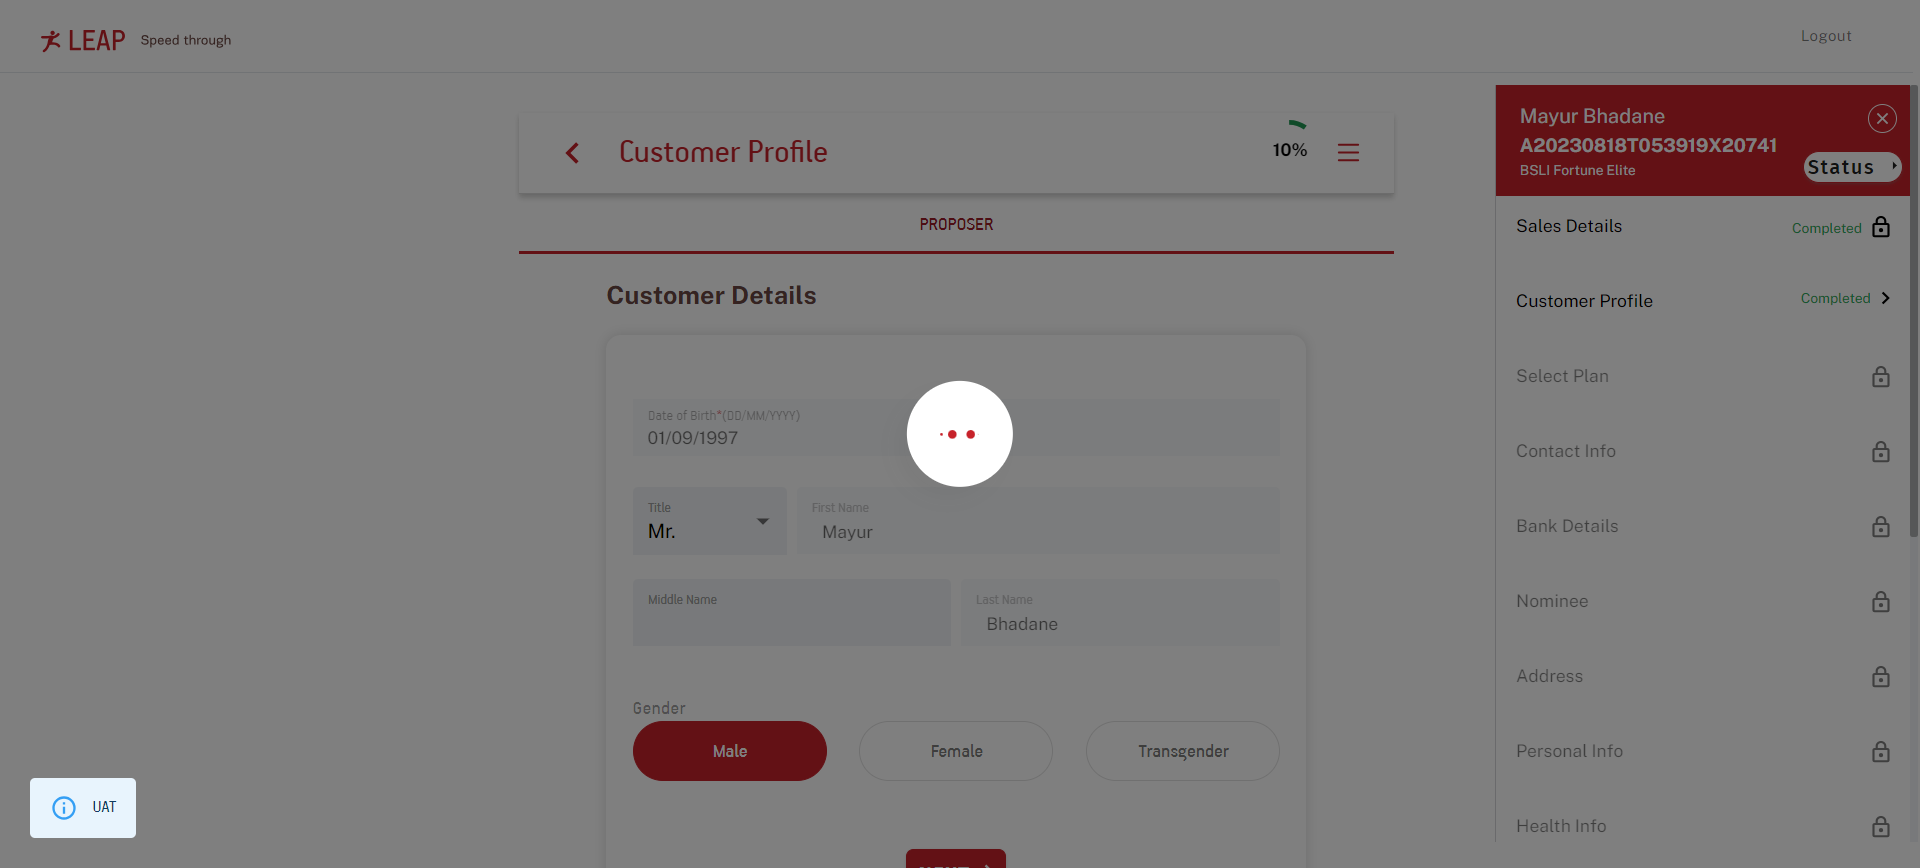 LEAP Speed through
Logout
Customer Profile
10%
PROPOSER
Customer Details
Date of Birth*(DD/MM/YYYY)
01/09/1997
Title
Mr.
First Name
Mayur
Middle Name
Last Name
Bhadane
Gender
Male
Female
Transgender
UAT
Mayur Bhadane
A20230818T053919X20741
BSLI Fortune Elite
Status
Sales Details
Completed
Customer Profile
Completed
Select Plan
Contact Info
Bank Details
Nominee
Address
Personal Info
Health Info